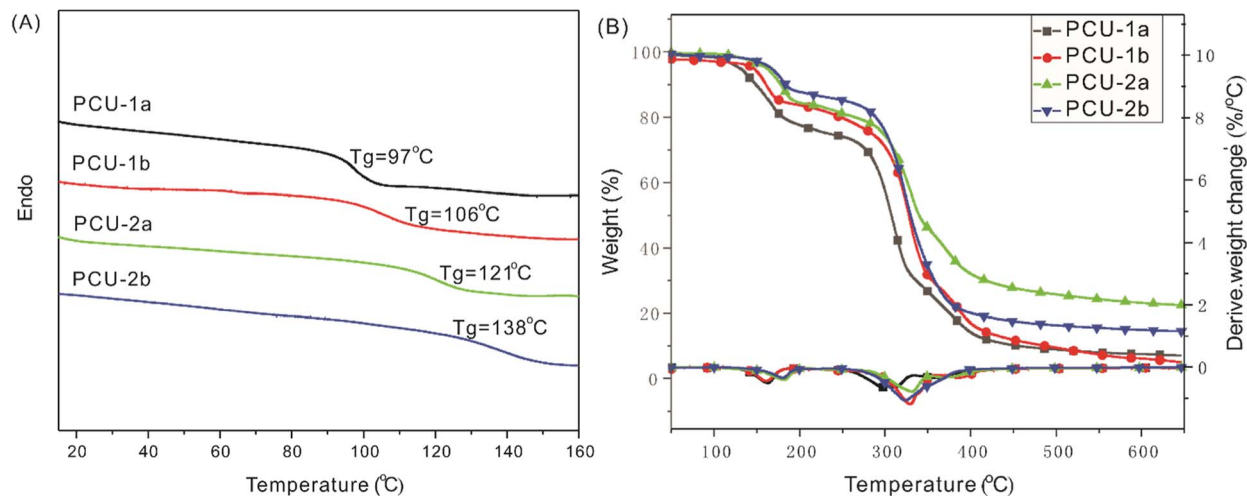 (A)
PCU-1a
Tg=97°C
PCU-1b
Tg=106°C
PCU-2a
Tg=121°C
PCU-2b
Tg=138°C
Endo
20 40 60 80 100 120 140 160
Temperature (°C)
(B)
PCU-1a
PCU-1b
PCU-2a
PCU-2b
100
80
60
40
20
0
Weight (%)
10
8
6
4
2
0
Derive.weight change (%/°C)
100 200 300 400 500 600
Temperature (°C)